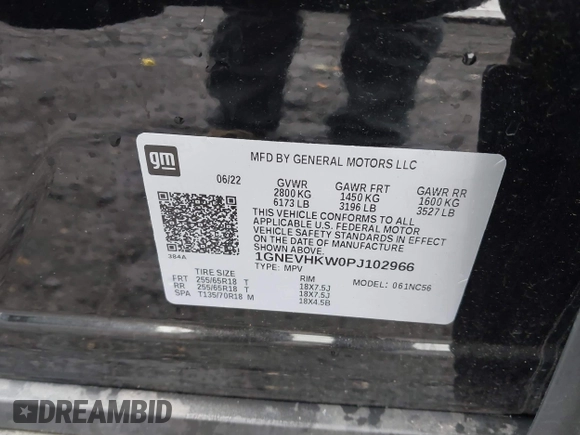 gm
MFD BY GENERAL MOTORS LLC
06/22 GVWR GAWR FRT GAWR RR
2800 KG 1450 KG 1600 KG
6173 LB 3196 LB 3527 LB
THIS VEHICLE CONFORMS TO ALL
APPLICABLE U.S. FEDERAL MOTOR
VEHICLE SAFETY STANDARDS IN EFFECT
ON THE DATE OF MANUFACTURE
SHOWN ABOVE.
1GNEVHKW0PJ102966
384A
TYPE: MPV MODEL: 061NC56
TIRE SIZE RIM
FRT 255/65R18 T 18X7.5J
RR 255/65R18 T 18X7.5J
SPA T135/70R18 M 18X4.5B
DREAMBID